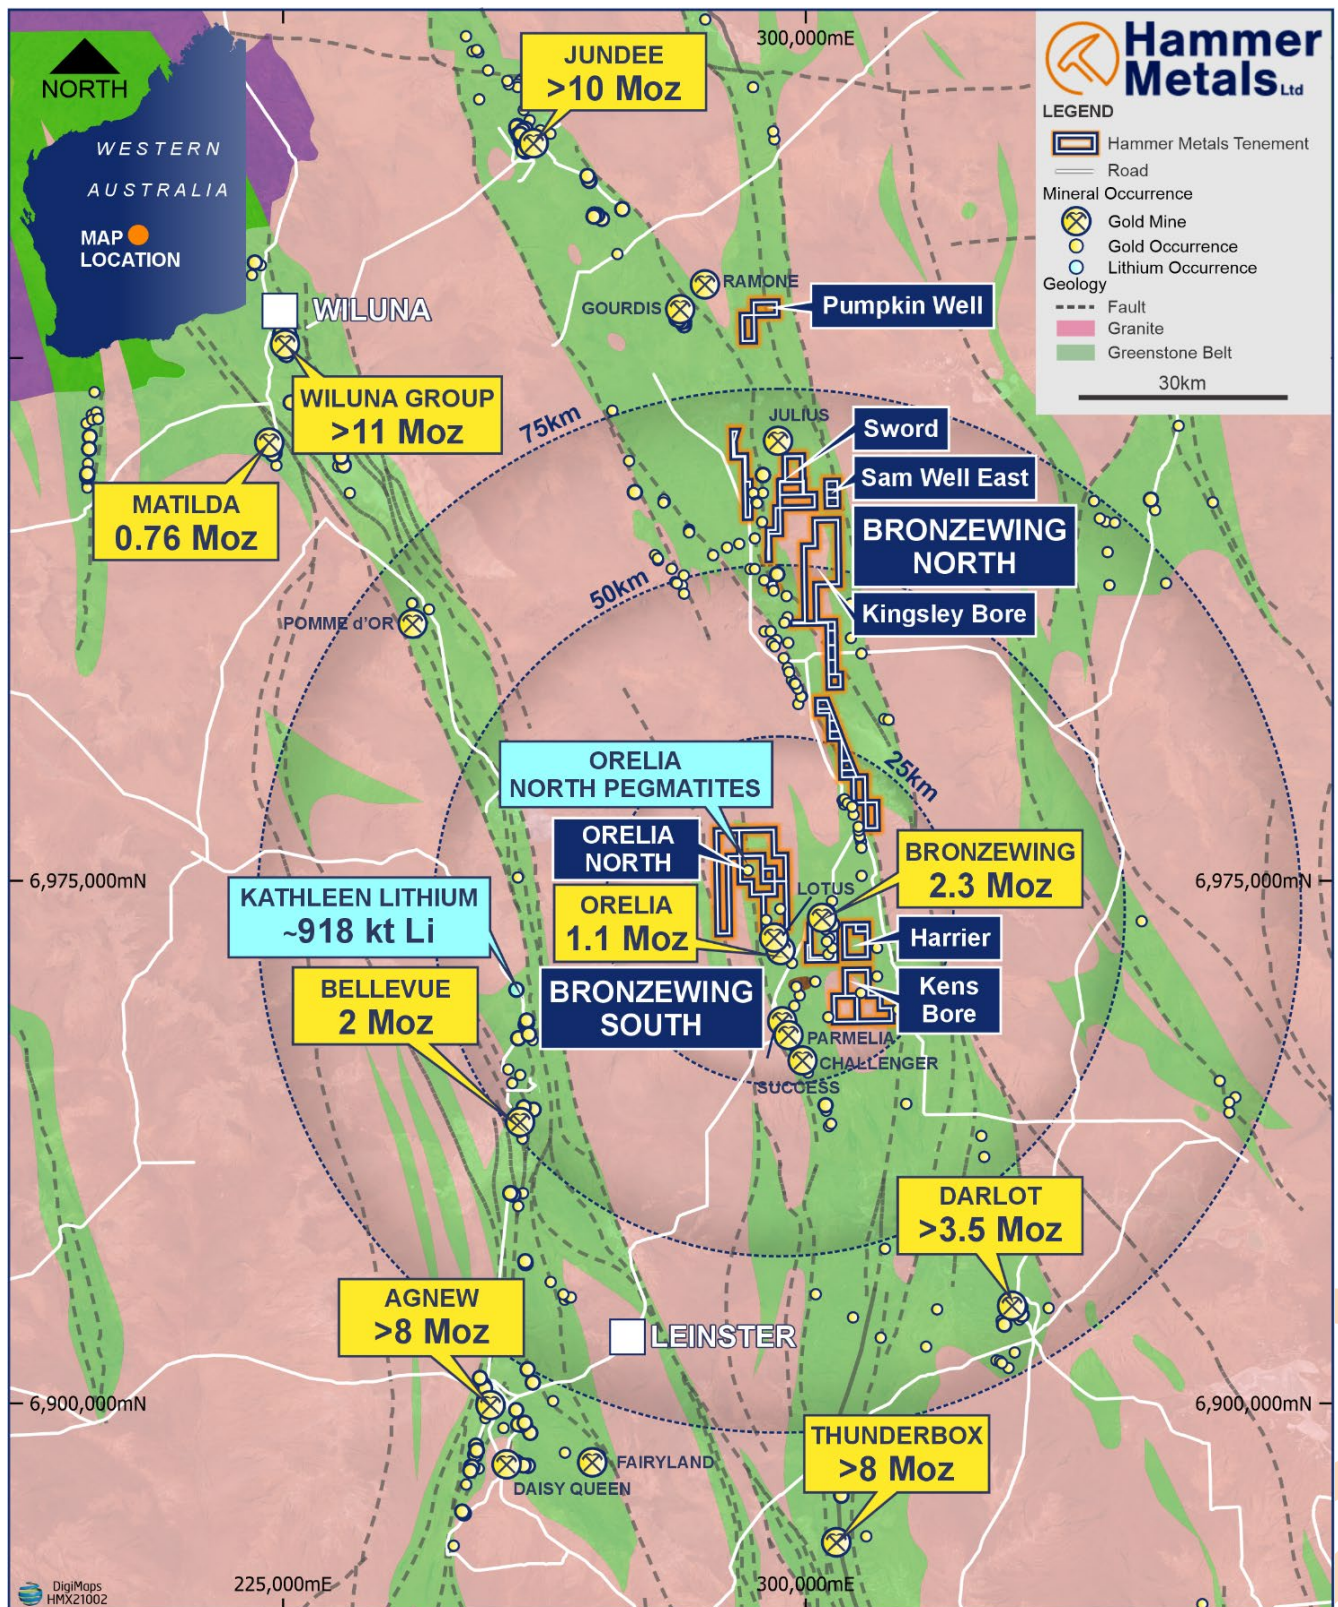 300,000mE
Hammer
Metals Ltd
LEGEND
Hammer Metals Tenement
Road
Mineral Occurrence
Gold Mine
Gold Occurrence
Lithium Occurrence
Geology
Fault
Granite
Greenstone Belt
30km
NORTH
WESTERN
AUSTRALIA
MAP
LOCATION
JUNDEE
>10 Moz
RAMONE
GOURDIS
Pumpkin Well
WILUNA
WILUNA GROUP
>11 Moz
75km
JULIUS
Sword
Sam Well East
MATILDA
0.76 Moz
BRONZEWING
NORTH
50km
Kingsley Bore
POMME d'OR
ORELIA
NORTH PEGMATITES
25km
ORELIA
NORTH
BRONZEWING
2.3 Moz
6,975,000mN
6,975,000mN
KATHLEEN LITHIUM
~918 kt Li
ORELIA
1.1 Moz
LOTUS
Harrier
BELLEVUE
2 Moz
BRONZEWING
SOUTH
Kens
Bore
PARMELIA
CHALLENGER
SUCCESS
DARLOT
>3.5 Moz
AGNEW
>8 Moz
LEINSTER
6,900,000mN
6,900,000mN
THUNDERBOX
>8 Moz
FAIRYLAND
DAISY QUEEN
DigiMaps
HMX21002
225,000mE
300,000mE